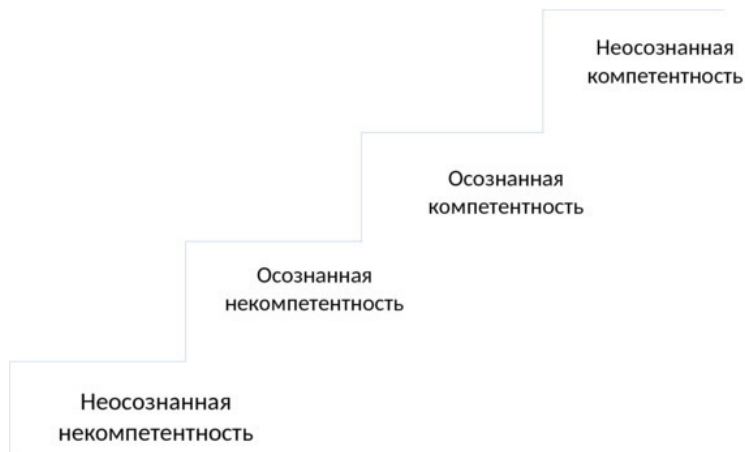 Неосознанная
компетентность
Осознанная
компетентность
Осознанная
некомпетентность
Неосознанная
некомпетентность